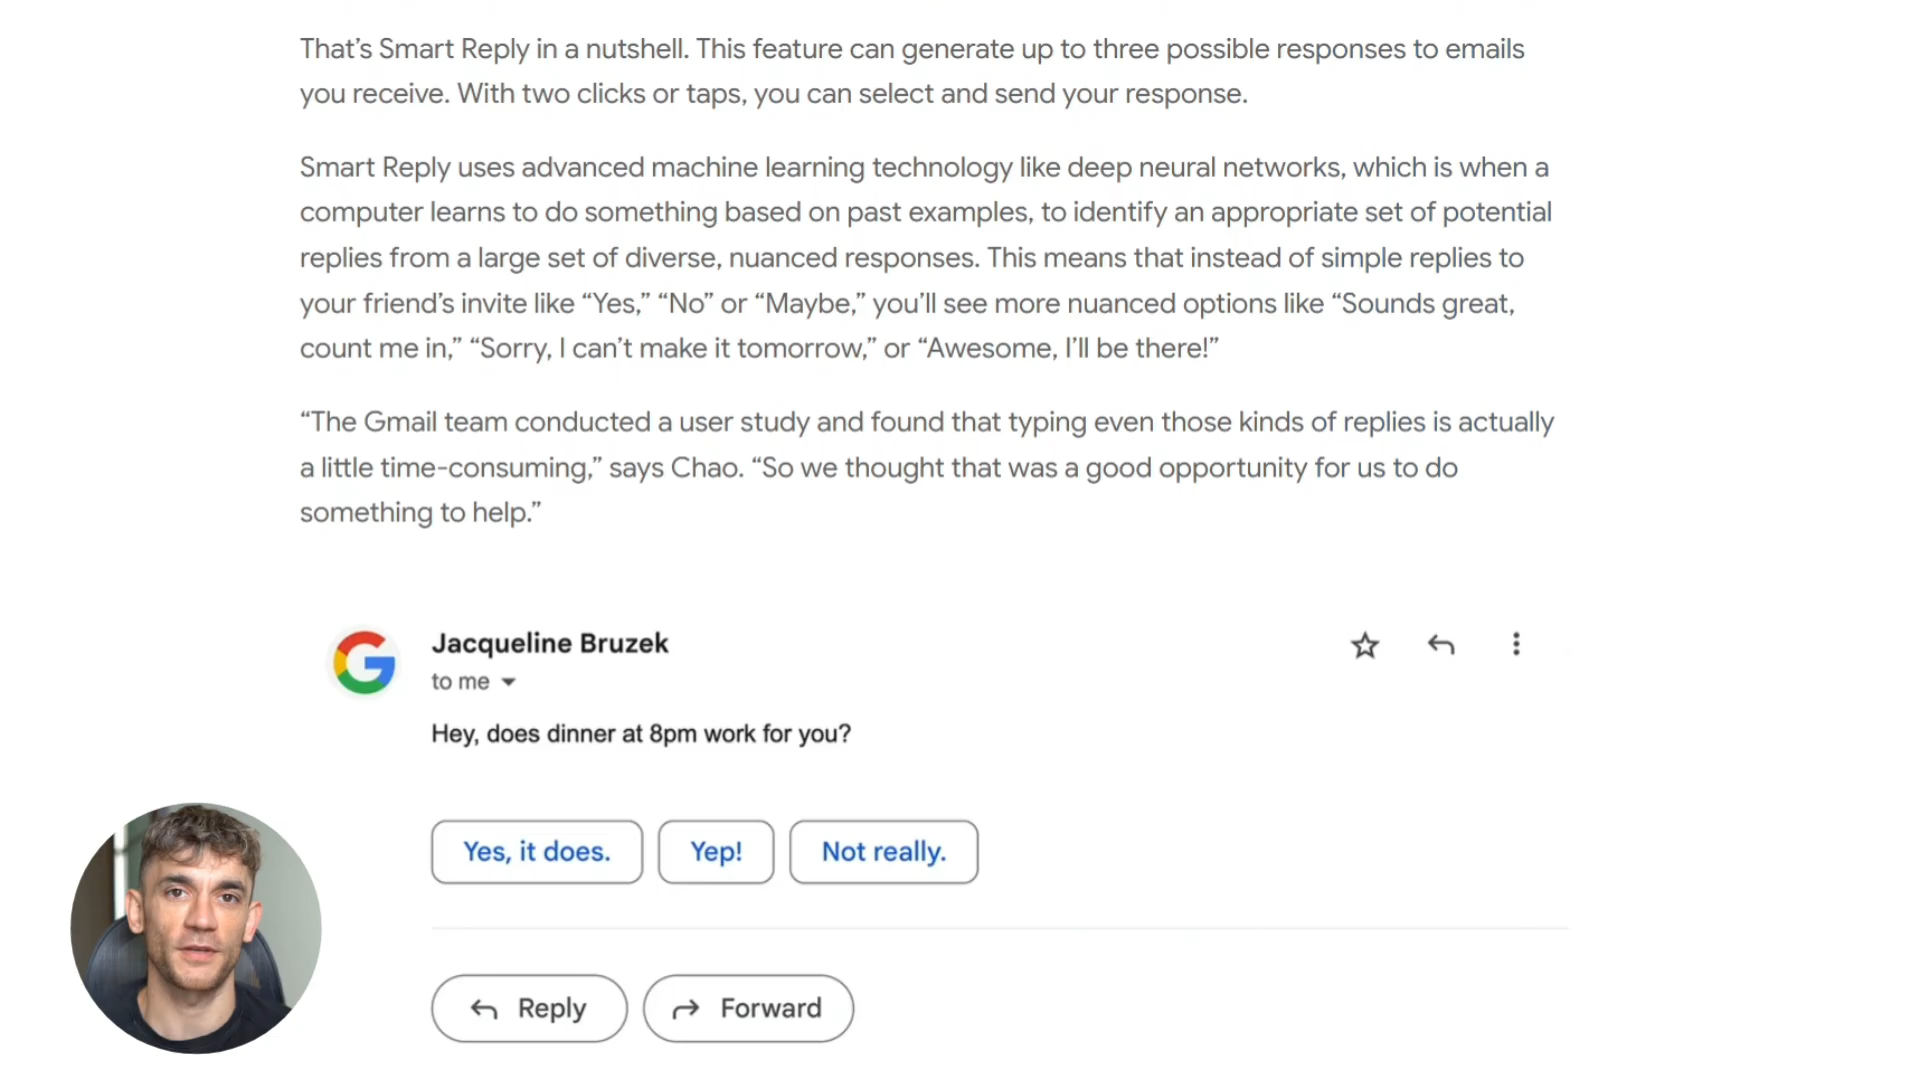 That’s Smart Reply in a nutshell. This feature can generate up to three possible responses to emails
you receive. With two clicks or taps, you can select and send your response.
Smart Reply uses advanced machine learning technology like deep neural networks, which is when a
computer learns to do something based on past examples, to identify an appropriate set of potential
replies from a large set of diverse, nuanced responses. This means that instead of simple replies to
your friend’s invite like “Yes,” “No” or “Maybe,” you’ll see more nuanced options like “Sounds great,
count me in,” “Sorry, I can’t make it tomorrow,” or “Awesome, I’ll be there!”
“The Gmail team conducted a user study and found that typing even those kinds of replies is actually
a little time-consuming,” says Chao. “So we thought that was a good opportunity for us to do
something to help.”
Jacqueline Bruzek
to me
Hey, does dinner at 8pm work for you?
Yes, it does. Yep! Not really.
Reply Forward